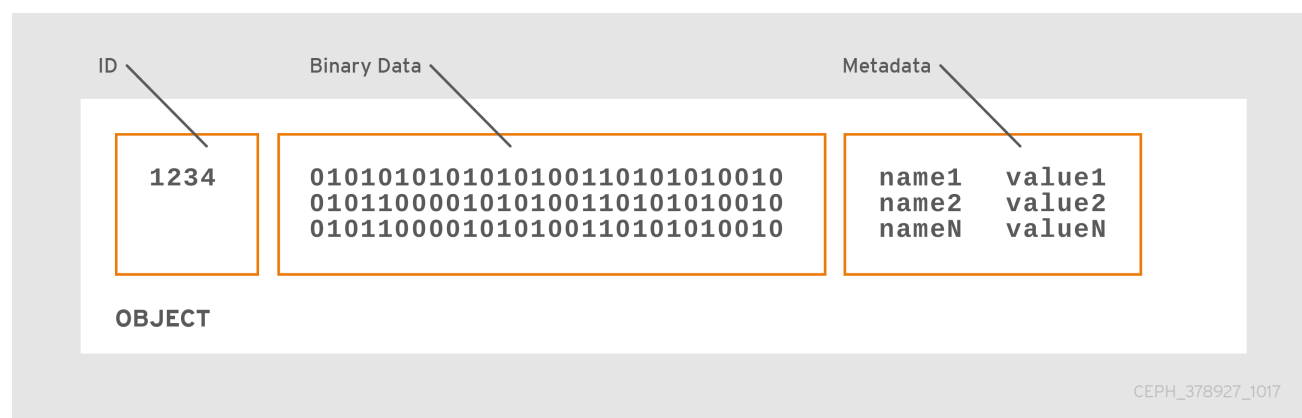 ID Binary Data Metadata
1234 0101010101010100110101010010 name1 value1
0101100001010100110101010010 name2 value2
0101100001010100110101010010 nameN valueN
OBJECT
CEPH_378927_1017